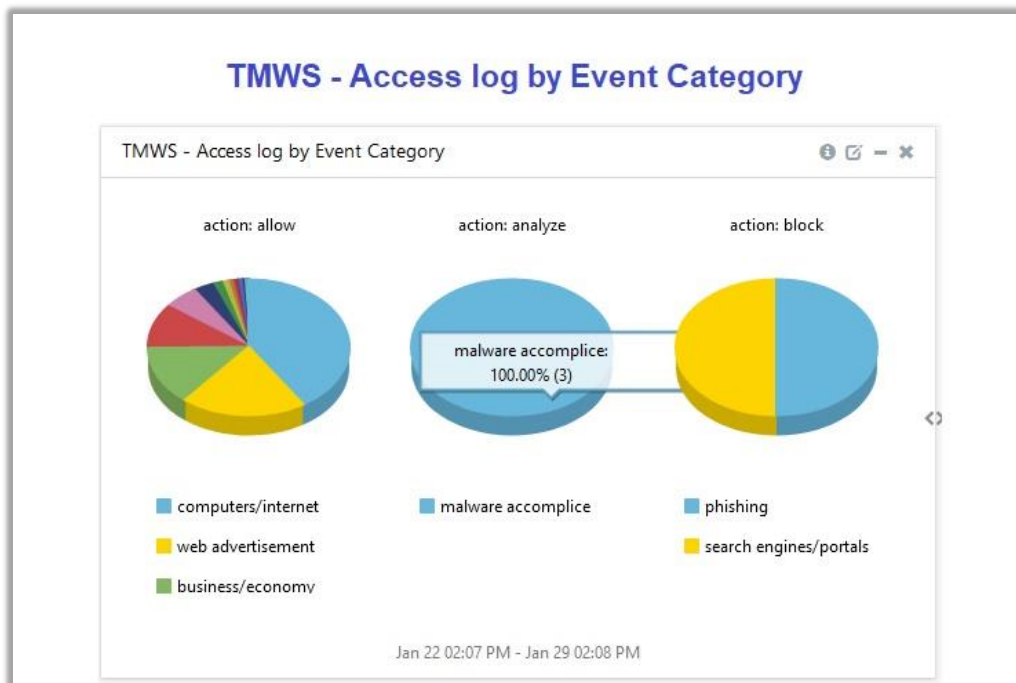 TMWS - Access log by Event Category
TMWS - Access log by Event Category
action: allow
action: analyze
action: block
malware accomplice:
100.00% (3)
computers/internet
malware accomplice
phishing
web advertisement
search engines/portals
business/economy
Jan 22 02:07 PM - Jan 29 02:08 PM